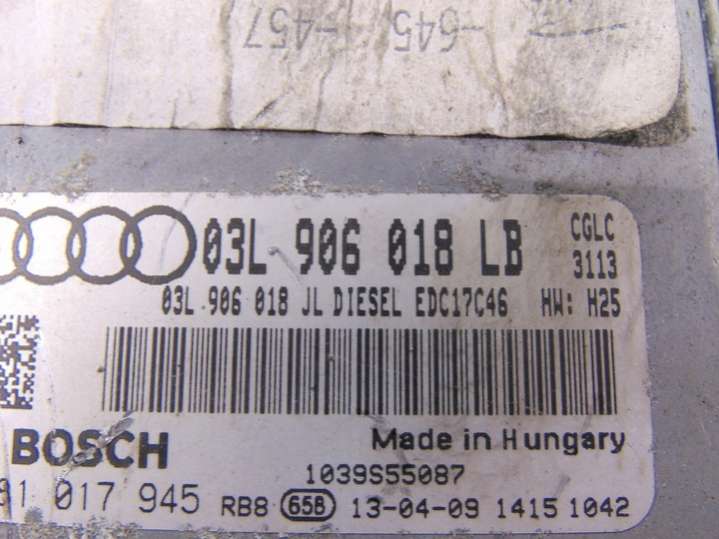 -645
-457
03L 906 018 LB
CGLC
3113
03L 906 018 JL DIESEL EDC17C46 HW: H25
BOSCH
Made in Hungary
1039S55087
017 945 RB8 65B 13-04-09 1415 1042